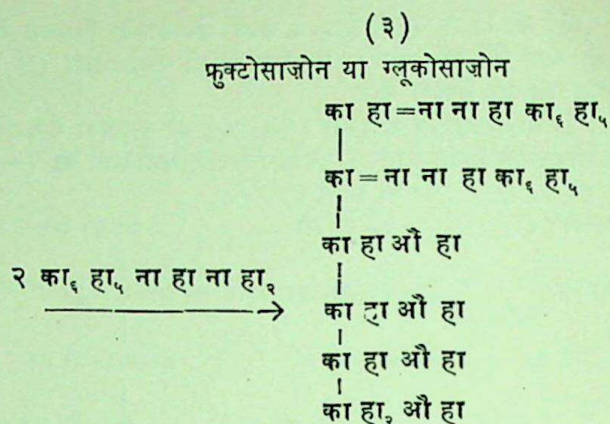 (३)
फ्रुक्टोसाज़ोन या ग्लूकोसाज़ोन
का हा=ना ना हा का₆ हा₅
का=ना ना हा का₆ हा₅
का हा औ हा
२ का₆ हा₅ ना हा ना हा₂
का हा औ हा
का हा औ हा
का हा₂ औ हा